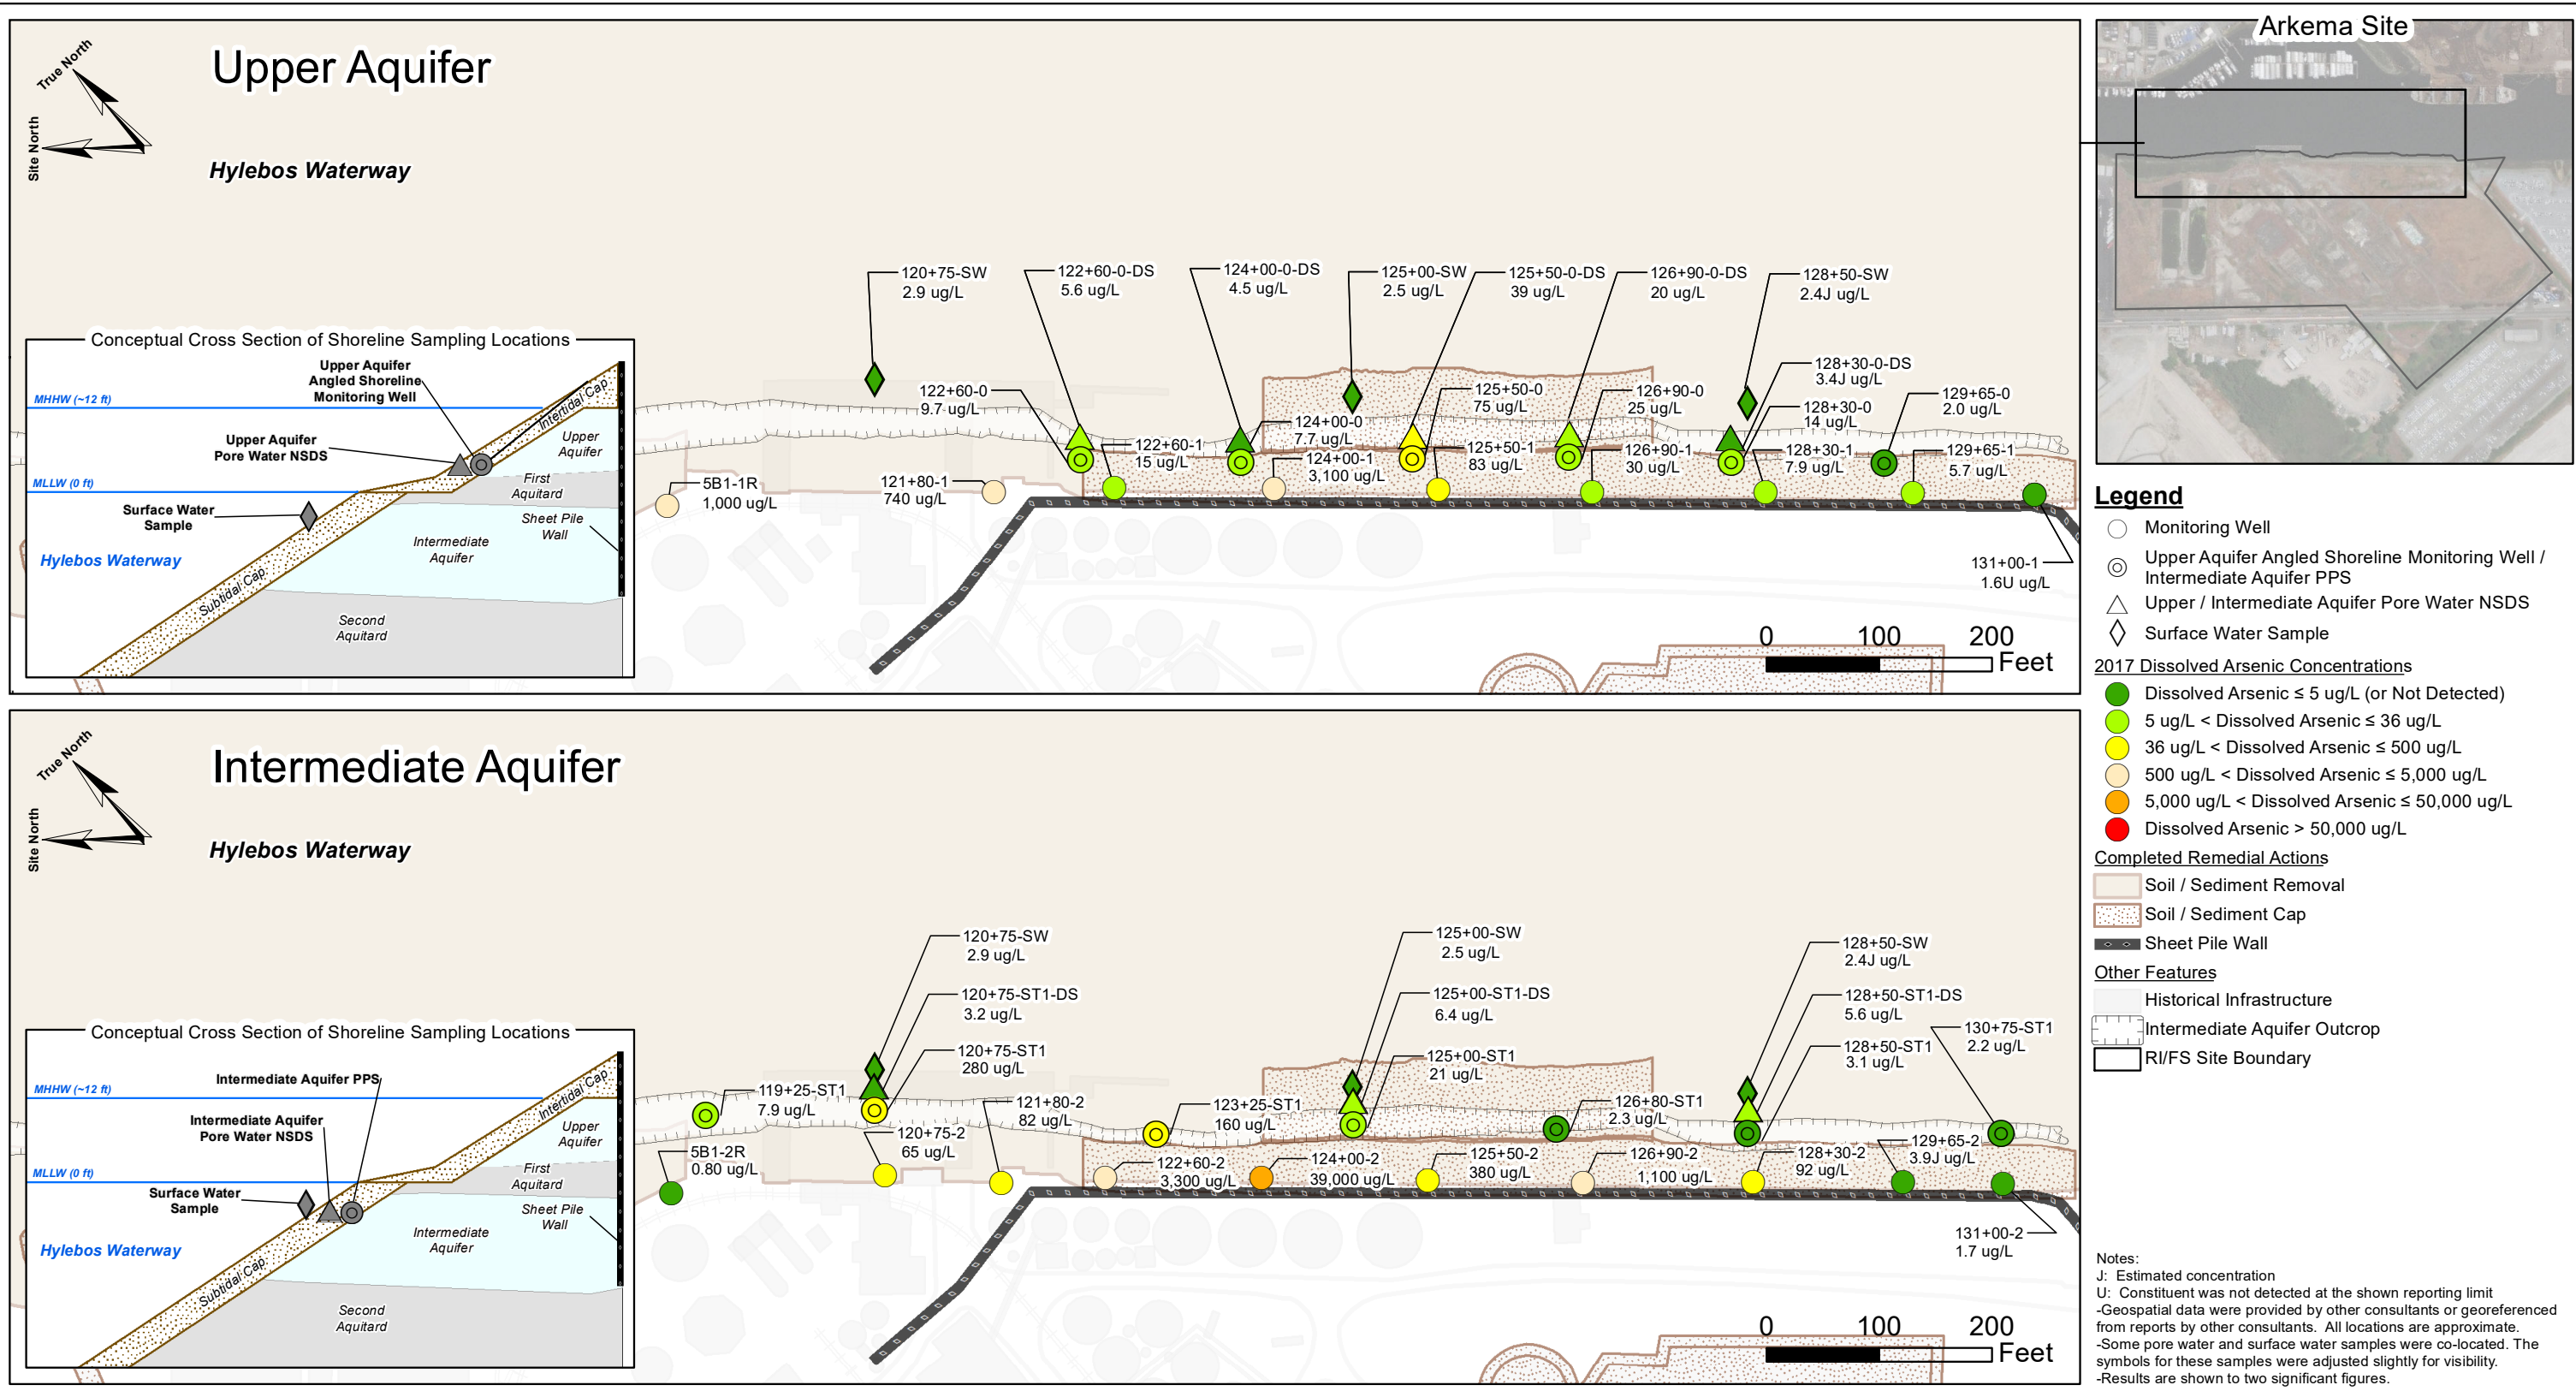 Upper Aquifer
True North
Site North
Hylebos Waterway
120+75-SW
2.9 ug/L
122+60-0-DS
5.6 ug/L
124+00-0-DS
4.5 ug/L
125+00-SW
2.5 ug/L
125+50-0-DS
39 ug/L
126+90-0-DS
20 ug/L
128+50-SW
2.4J ug/L
128+30-0-DS
3.4J ug/L
122+60-0
9.7 ug/L
124+00-0
7.7 ug/L
125+50-0
75 ug/L
126+90-0
25 ug/L
128+30-0
14 ug/L
129+65-0
2.0 ug/L
5B1-1R
1,000 ug/L
121+80-1
740 ug/L
122+60-1
15 ug/L
124+00-1
3,100 ug/L
125+50-1
83 ug/L
126+90-1
30 ug/L
128+30-1
7.9 ug/L
129+65-1
5.7 ug/L
131+00-1
1.6U ug/L
Conceptual Cross Section of Shoreline Sampling Locations
Upper Aquifer
Angled Shoreline
Monitoring Well
MHHW (~12 ft)
Intertidal Cap
Upper Aquifer
Pore Water NSDS
Upper
Aquifer
MLLW (0 ft)
First
Aquitard
Surface Water
Sample
Sheet Pile
Wall
Hylebos Waterway
Intermediate
Aquifer
Subtidal Cap
Second
Aquitard
0 100 200
Feet
Intermediate Aquifer
True North
Site North
Hylebos Waterway
120+75-SW
2.9 ug/L
120+75-ST1-DS
3.2 ug/L
120+75-ST1
280 ug/L
125+00-SW
2.5 ug/L
125+00-ST1-DS
6.4 ug/L
125+00-ST1
21 ug/L
128+50-SW
2.4J ug/L
128+50-ST1-DS
5.6 ug/L
128+50-ST1
3.1 ug/L
130+75-ST1
2.2 ug/L
119+25-ST1
7.9 ug/L
121+80-2
82 ug/L
123+25-ST1
160 ug/L
126+80-ST1
2.3 ug/L
5B1-2R
0.80 ug/L
120+75-2
65 ug/L
122+60-2
3,300 ug/L
124+00-2
39,000 ug/L
125+50-2
380 ug/L
126+90-2
1,100 ug/L
128+30-2
92 ug/L
129+65-2
3.9J ug/L
131+00-2
1.7 ug/L
Conceptual Cross Section of Shoreline Sampling Locations
Intermediate Aquifer PPS
MHHW (~12 ft)
Intertidal Cap
Intermediate Aquifer
Pore Water NSDS
Upper
Aquifer
MLLW (0 ft)
First
Aquitard
Surface Water
Sample
Sheet Pile
Wall
Hylebos Waterway
Intermediate
Aquifer
Subtidal Cap
Second
Aquitard
0 100 200
Feet
Arkema Site
Legend
Monitoring Well
Upper Aquifer Angled Shoreline Monitoring Well /
Intermediate Aquifer PPS
Upper / Intermediate Aquifer Pore Water NSDS
Surface Water Sample
2017 Dissolved Arsenic Concentrations
Dissolved Arsenic ≤ 5 ug/L (or Not Detected)
5 ug/L < Dissolved Arsenic ≤ 36 ug/L
36 ug/L < Dissolved Arsenic ≤ 500 ug/L
500 ug/L < Dissolved Arsenic ≤ 5,000 ug/L
5,000 ug/L < Dissolved Arsenic ≤ 50,000 ug/L
Dissolved Arsenic > 50,000 ug/L
Completed Remedial Actions
Soil / Sediment Removal
Soil / Sediment Cap
Sheet Pile Wall
Other Features
Historical Infrastructure
Intermediate Aquifer Outcrop
RI/FS Site Boundary
Notes:
J: Estimated concentration
U: Constituent was not detected at the shown reporting limit
-Geospatial data were provided by other consultants or georeferenced
from reports by other consultants. All locations are approximate.
-Some pore water and surface water samples were co-located. The
symbols for these samples were adjusted slightly for visibility.
-Results are shown to two significant figures.